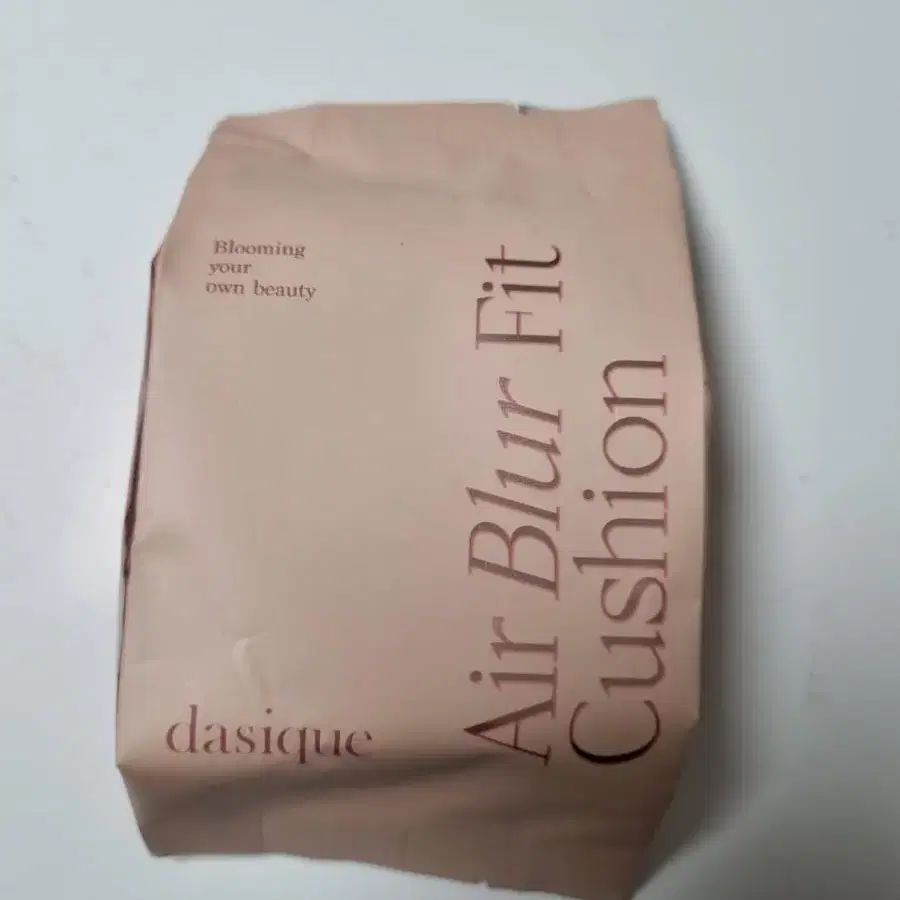 Blooming
your
own beauty
Air Blur Fit
Cushion
dasique